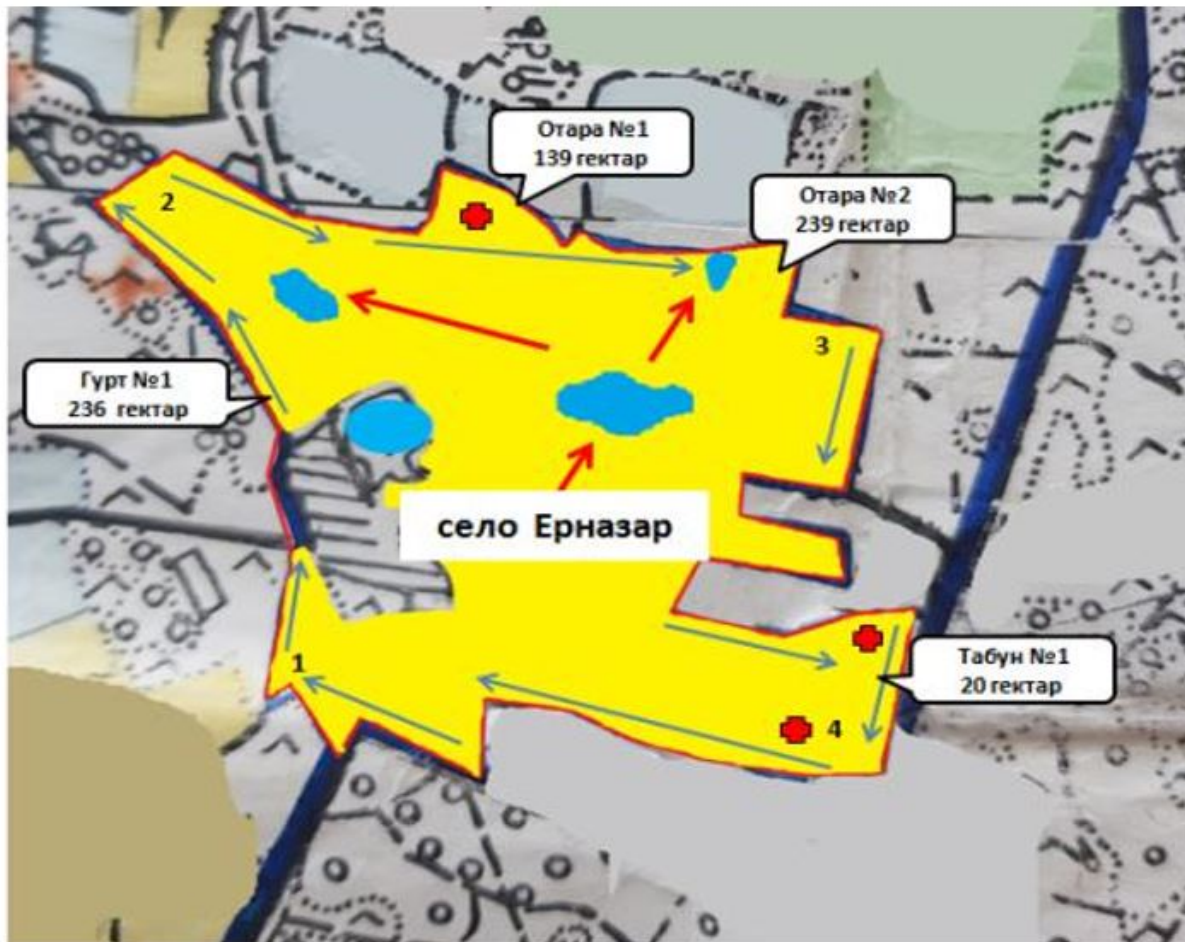 Отара №1
139 гектар
Отара №2
239 гектар
2
3
Гурт №1
236  гектар
село Ерназар
1
Табун №1
20 гектар
4